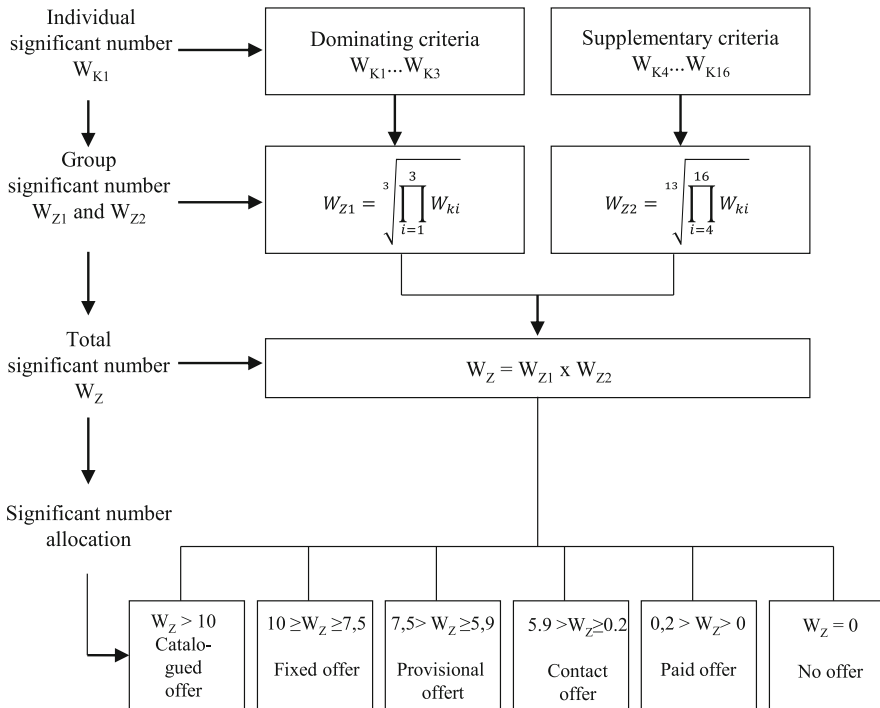 Individual
significant number
W_K1
Dominating criteria
W_K1...W_K3
Supplementary criteria
W_K4...W_K16
Group
significant number
W_Z1 and W_Z2
W_Z1 = ∛(∏_{i=1}^{3} W_ki)
W_Z2 = ¹³√(∏_{i=4}^{16} W_ki)
Total
significant number
W_Z
W_Z = W_Z1 x W_Z2
Significant number
allocation
W_Z > 10
Catalo-
gued
offer
10 ≥W_Z ≥7,5
Fixed offer
7,5> W_Z ≥5,9
Provisional
offert
5.9 >W_Z≥0.2
Contact
offer
0,2 > W_Z> 0
Paid offer
W_Z = 0
No offer